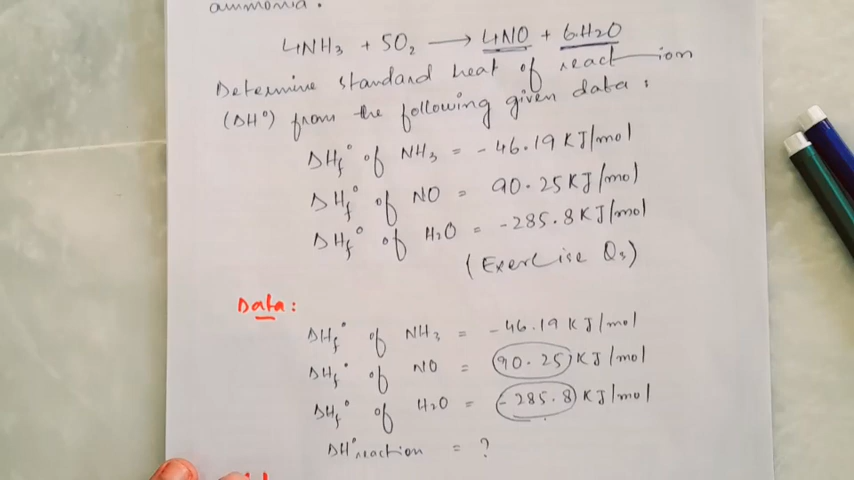 ammonia.
4NH₃ + 5O₂ ⟶ 4NO + 6H₂O
Determine standard heat of reaction
(ΔH°) from the following given data :
ΔHf° of NH₃ = -46.19 KJ/mol
ΔHf° of NO = 90.25 KJ/mol
ΔHf° of H₂O = -285.8 KJ/mol
(Exercise Qs)
Data :
ΔHf° of NH₃ = -46.19 KJ/mol
ΔHf° of NO = 90.25 KJ/mol
ΔHf° of H₂O = -285.8 KJ/mol
ΔH°reaction = ?